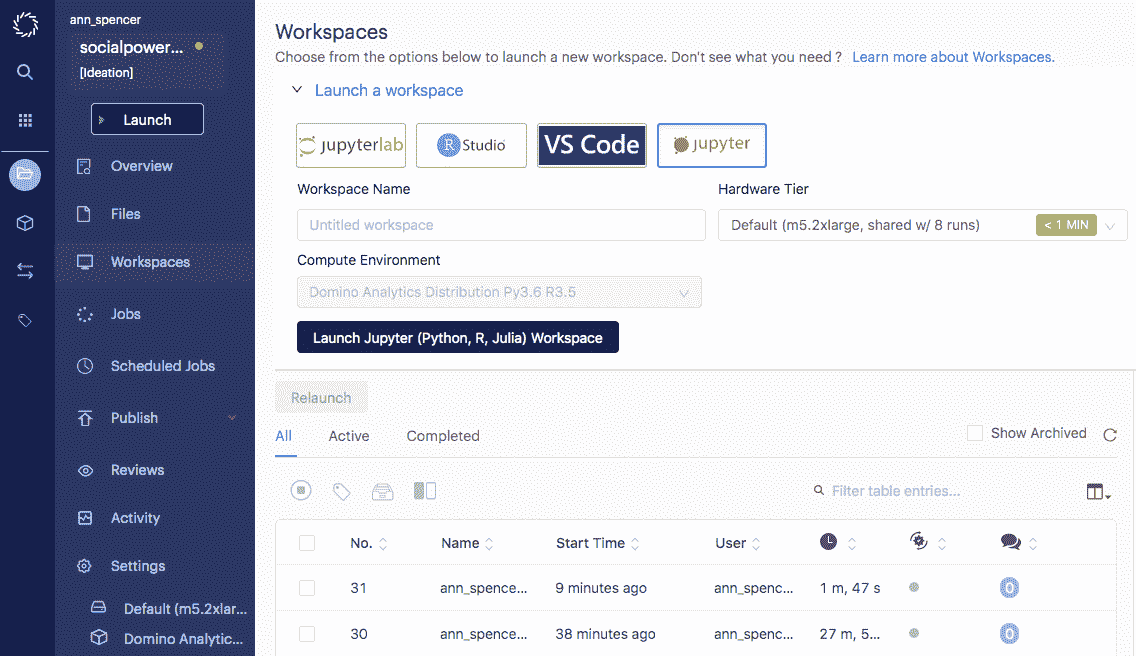 ann_spencer
socialpower...
[Ideation]
Launch
Overview
Files
Workspaces
Jobs
Scheduled Jobs
Publish
Reviews
Activity
Settings
Default (m5.2xlar...
Domino Analytic...
Workspaces
Choose from the options below to launch a new workspace. Don't see what you need ? Learn more about Workspaces.
Launch a workspace
jupyterlab
R Studio
VS Code
jupyter
Workspace Name
Hardware Tier
Untitled workspace
Default (m5.2xlarge, shared w/ 8 runs) < 1 MIN
Compute Environment
Domino Analytics Distribution Py3.6 R3.5
Launch Jupyter (Python, R, Julia) Workspace
Relaunch
All Active Completed
Show Archived
Filter table entries...
No. Name Start Time User
31 ann_spence... 9 minutes ago ann_spenc... 1 m, 47 s 0
30 ann_spence... 38 minutes ago ann_spenc... 27 m, 5... 0